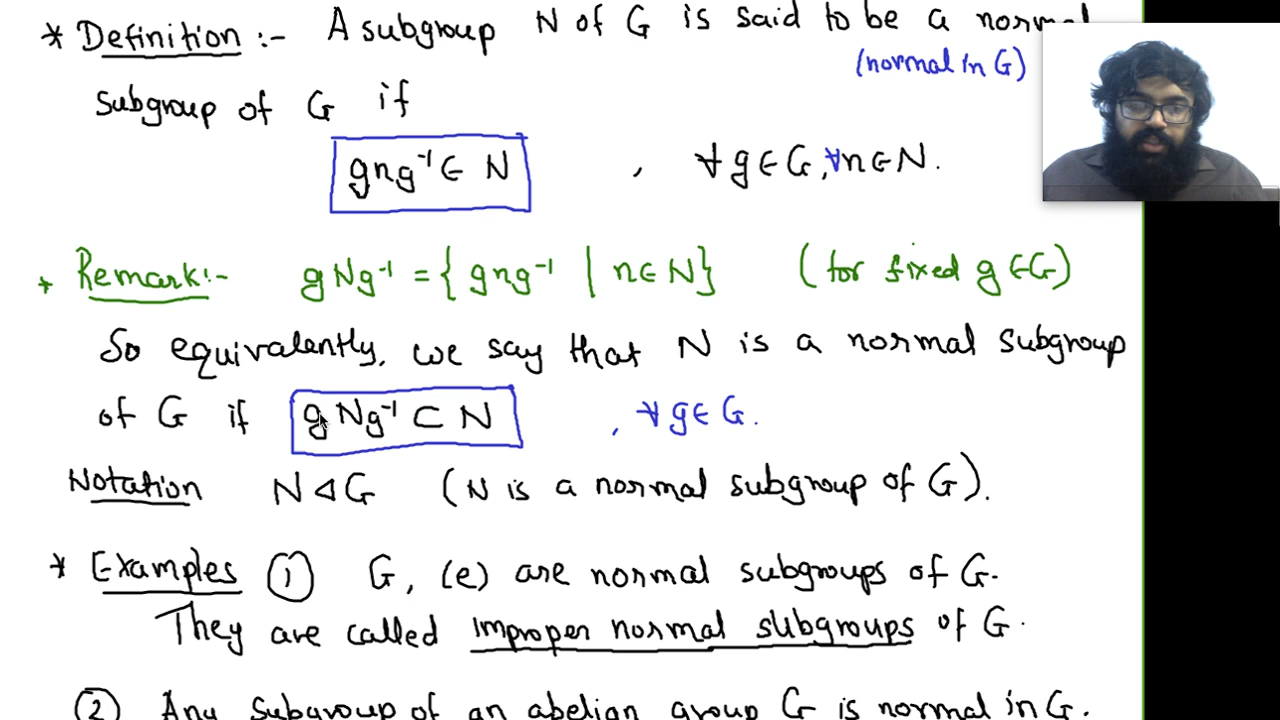 * Definition :- A subgroup N of G is said to be a normal
(normal in G)
subgroup of G if
gng⁻¹ ∈ N , ∀ g ∈ G, ∀ n ∈ N.
* Remark:- gNg⁻¹ = { gng⁻¹ | n ∈ N} (for fixed g ∈ G)
So equivalently, we say that N is a normal subgroup
of G if gNg⁻¹ ⊂ N , ∀ g ∈ G.
Notation N ⊲ G (N is a normal subgroup of G).
* Examples ① G, (e) are normal subgroups of G.
They are called improper normal subgroups of G.
② Any subgroup of an abelian group G is normal in G.